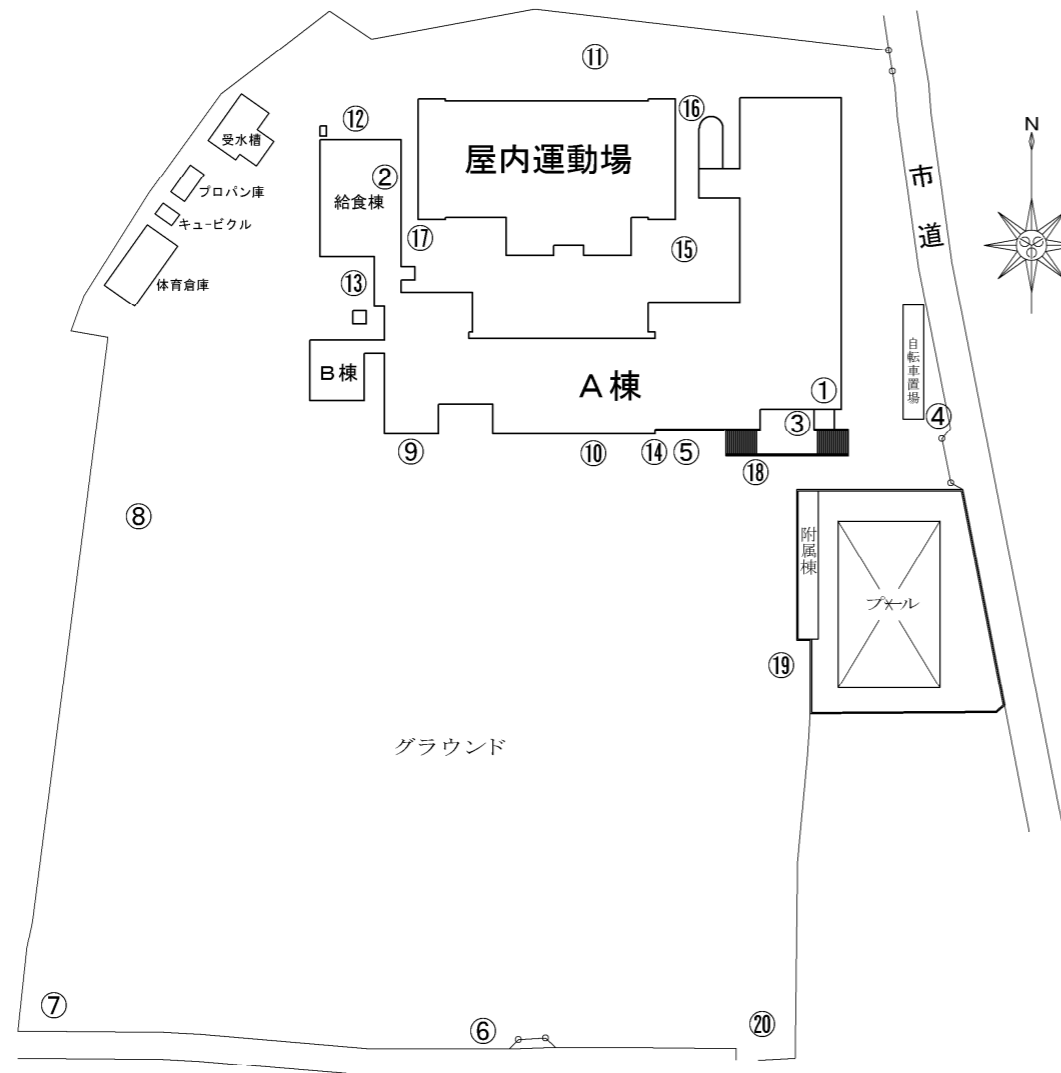 ⑪
N
⑫
⑯
受水槽
屋内運動場
市道
②
プロパン庫
給食棟
キュービクル
⑰
⑮
⑬
体育倉庫
自転車置場
B棟
A棟
①
④
③
⑨
⑩
⑭
⑤
⑱
⑧
附属棟
プール
⑲
グラウンド
⑦
⑥
⑳